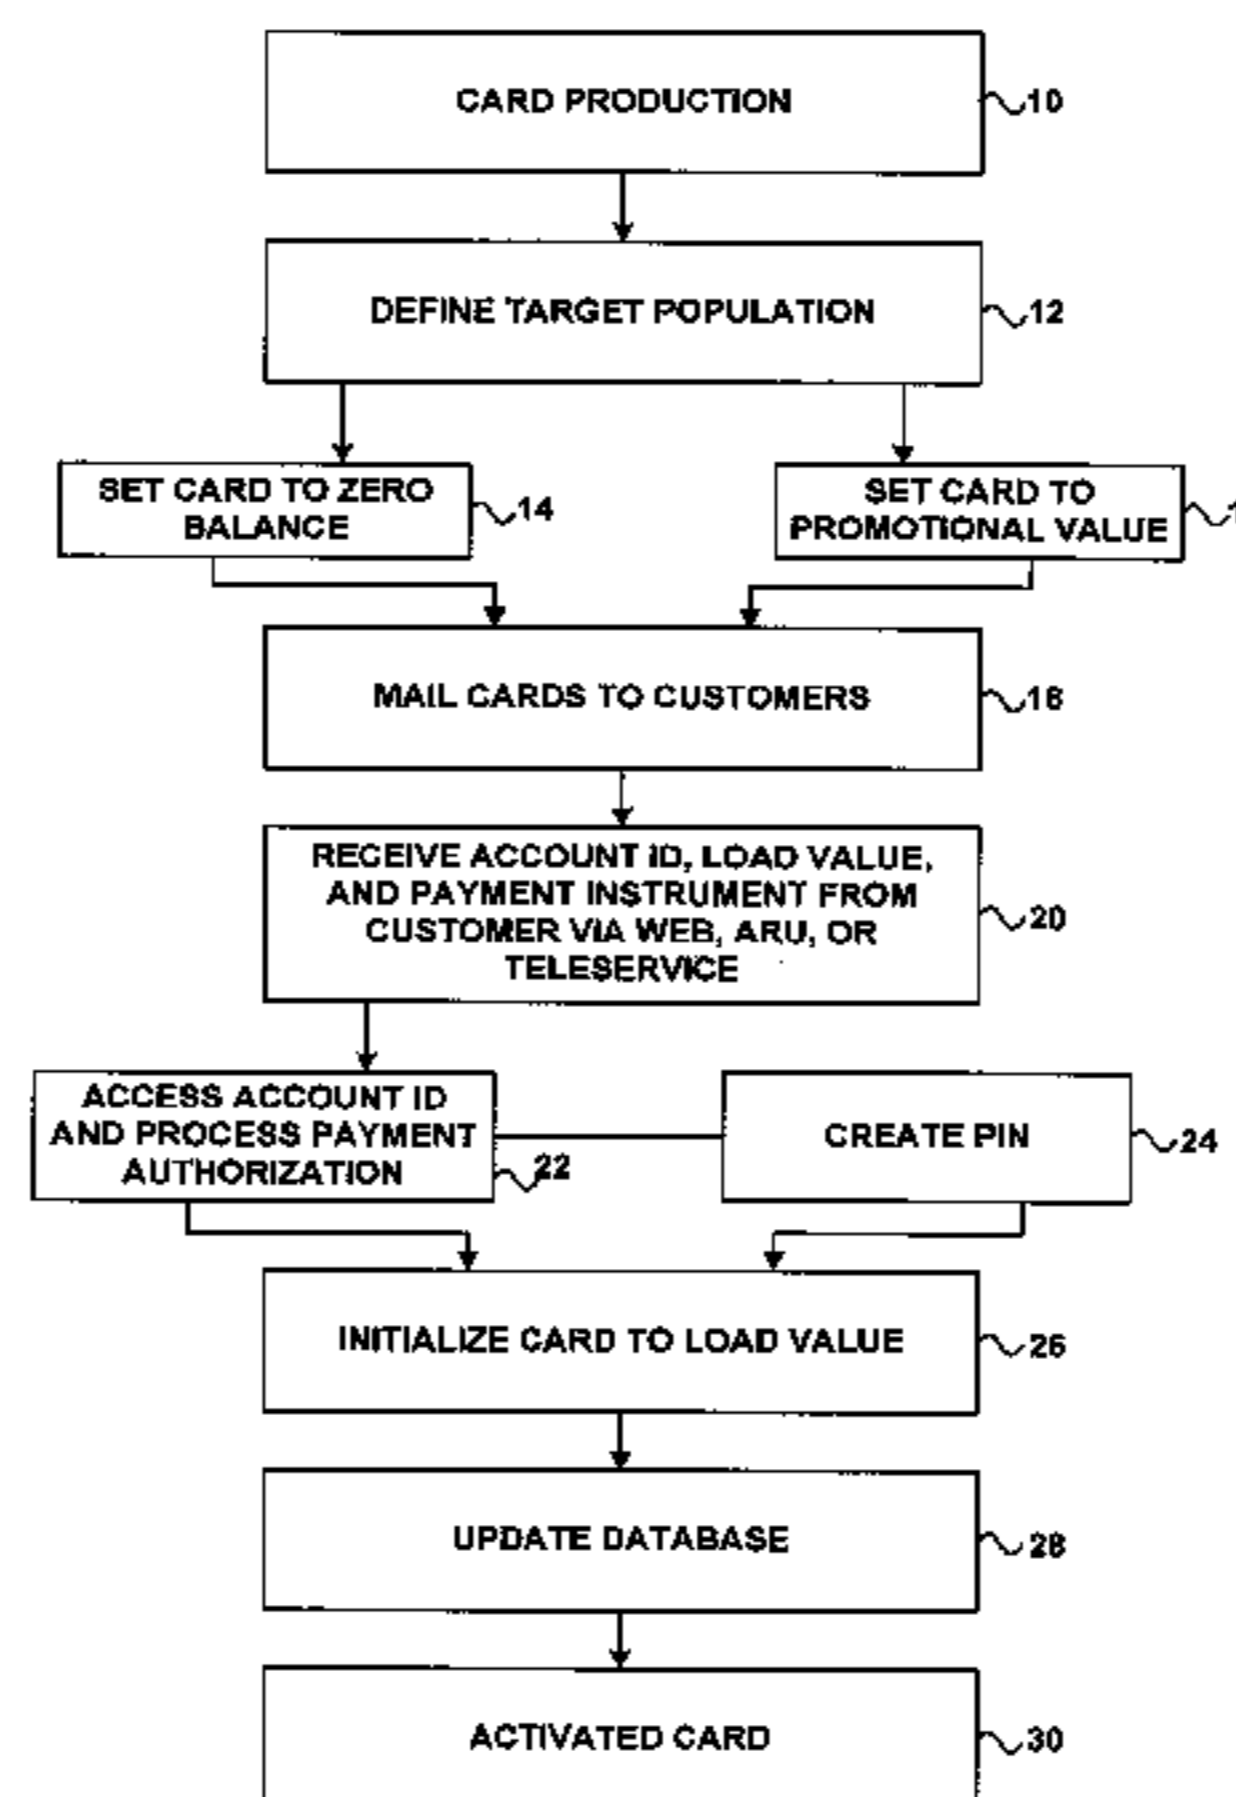 CARD PRODUCTION
10
DEFINE TARGET POPULATION
12
SET CARD TO ZERO
BALANCE
14
SET CARD TO
PROMOTIONAL VALUE
MAIL CARDS TO CUSTOMERS
18
RECEIVE ACCOUNT ID, LOAD VALUE,
AND PAYMENT INSTRUMENT FROM
CUSTOMER VIA WEB, ARU, OR
TELESERVICE
20
ACCESS ACCOUNT ID
AND PROCESS PAYMENT
AUTHORIZATION
22
CREATE PIN
24
INITIALIZE CARD TO LOAD VALUE
26
UPDATE DATABASE
28
ACTIVATED CARD
30